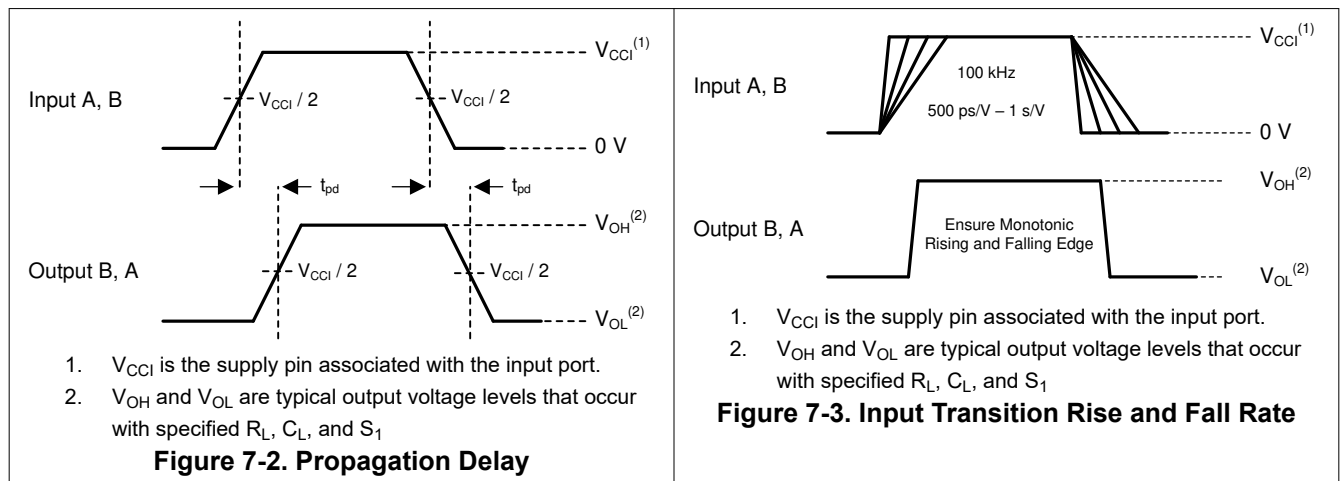 V_CCI^(1)
Input A, B
V_CCI / 2
V_CCI / 2
0 V
t_pd
t_pd
V_OH^(2)
Output B, A
V_CCI / 2
V_CCI / 2
V_OL^(2)
1. V_CCI is the supply pin associated with the input port.
2. V_OH and V_OL are typical output voltage levels that occur
with specified R_L, C_L, and S_1
Figure 7-2. Propagation Delay
V_CCI^(1)
100 kHz
Input A, B
500 ps/V – 1 s/V
0 V
V_OH^(2)
Output B, A
Ensure Monotonic
Rising and Falling Edge
V_OL^(2)
1. V_CCI is the supply pin associated with the input port.
2. V_OH and V_OL are typical output voltage levels that occur
with specified R_L, C_L, and S_1
Figure 7-3. Input Transition Rise and Fall Rate